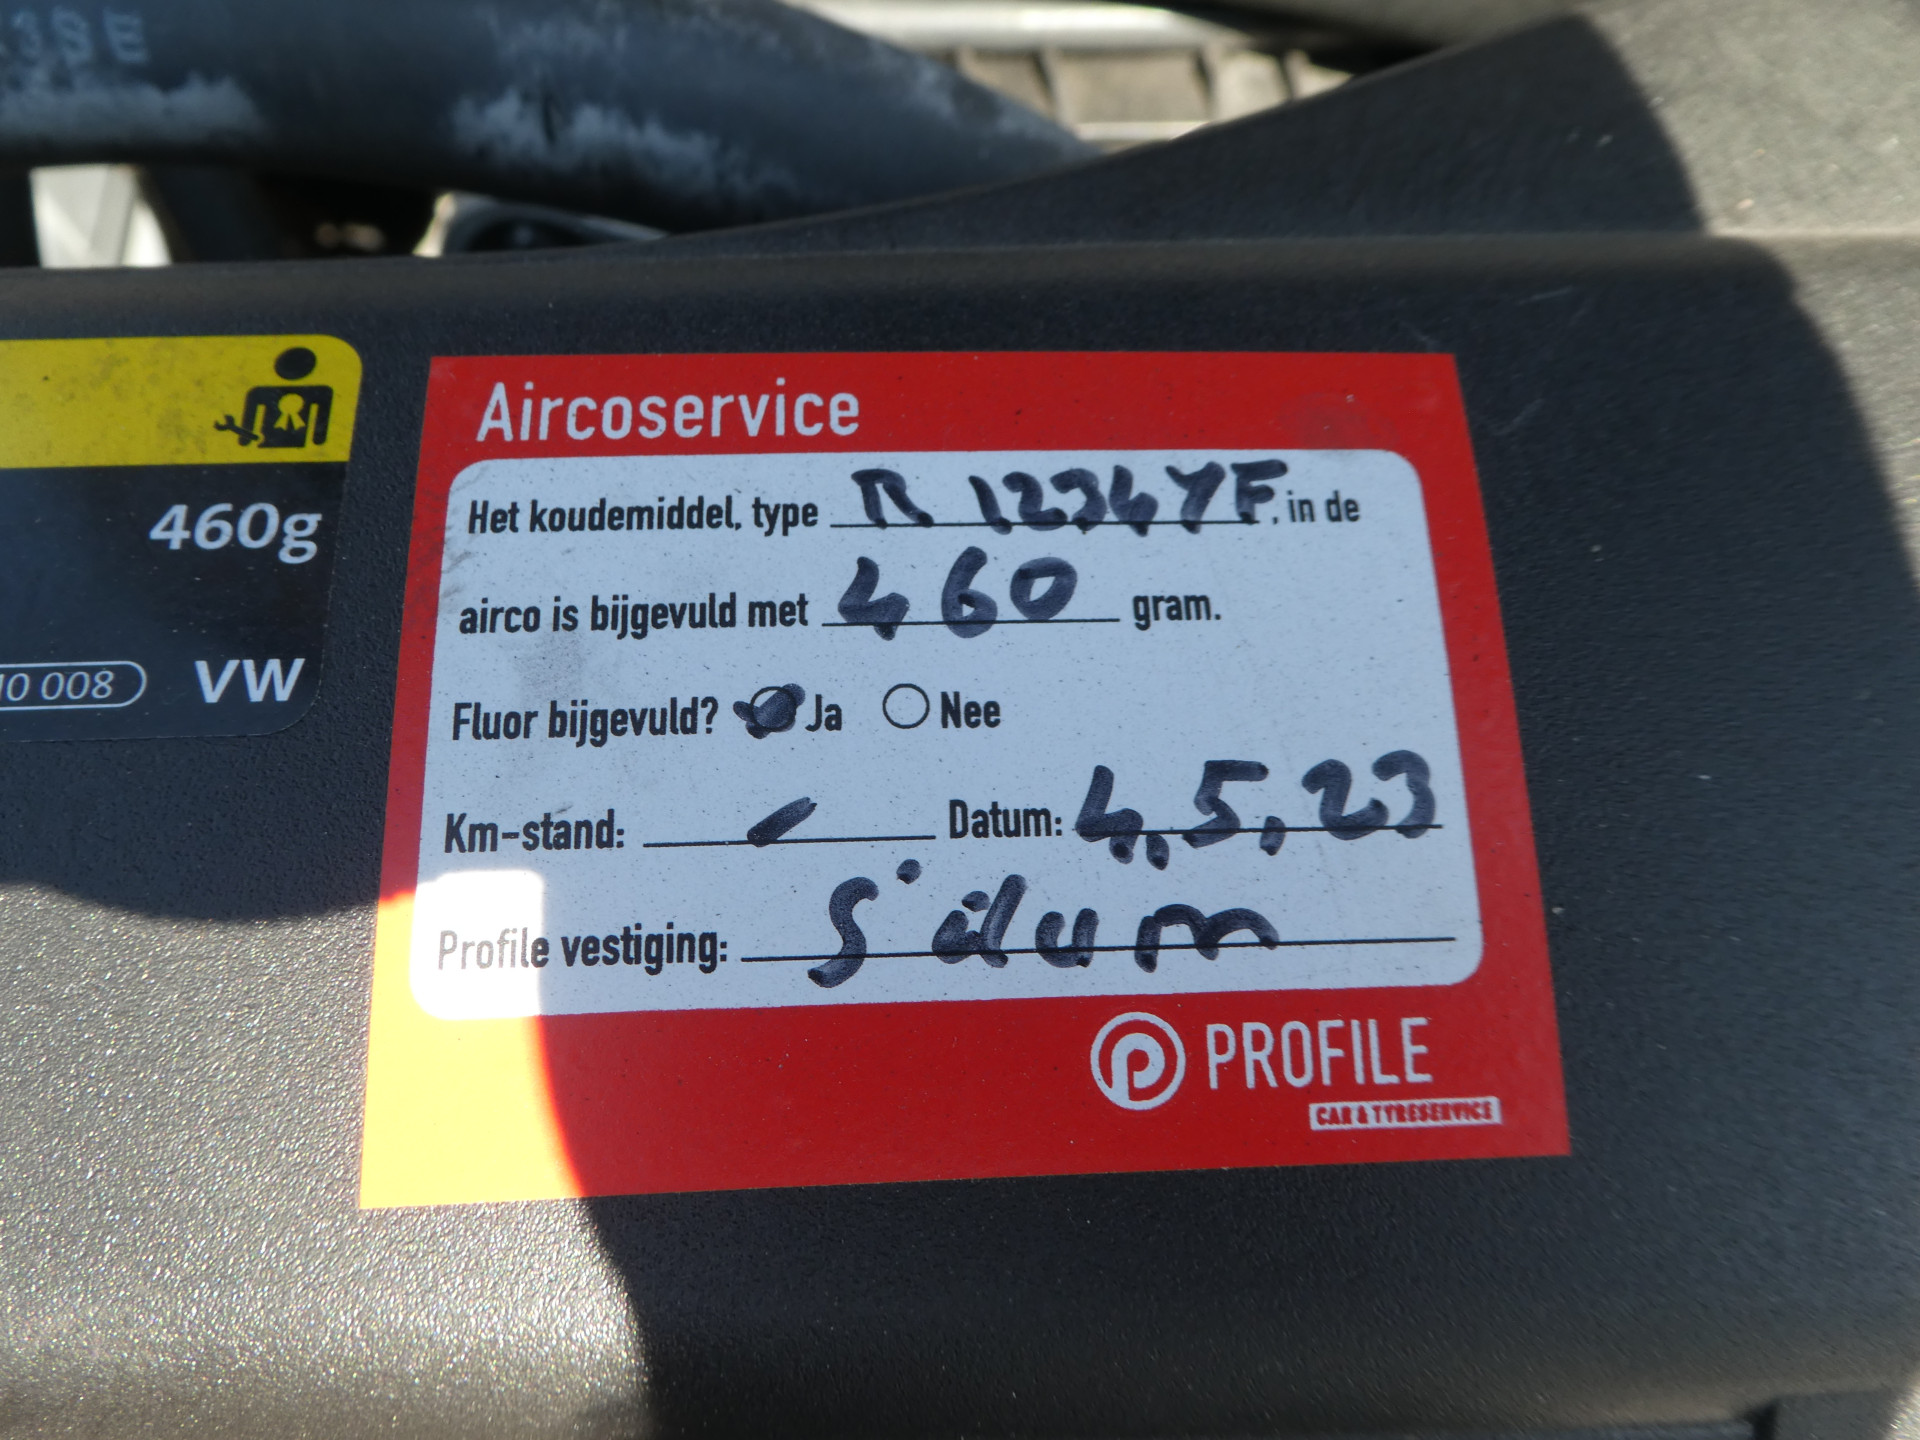 460g
10 008
VW
Aircoservice
Het koudemiddel, type R 1234YF, in de
airco is bijgevuld met 460 gram.
Fluor bijgevuld? Ja Nee
Km-stand: Datum: 4,5,23
Profile vestiging:
PROFILE
CAR & TYRESERVICE